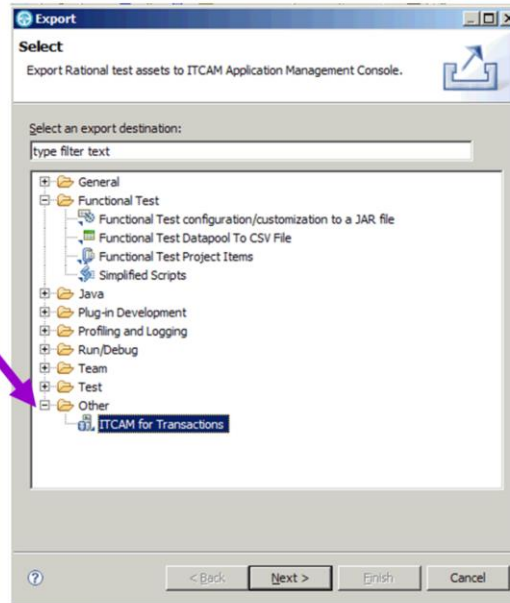 Export
Select
Export Rational test assets to ITCAM Application Management Console.
Select an export destination:
type filter text
General
Functional Test
Functional Test configuration/customization to a JAR file
Functional Test Datapool To CSV File
Functional Test Project Items
Simplified Scripts
Java
Plug-in Development
Profiling and Logging
Run/Debug
Team
Test
Other
ITCAM for Transactions
? < Back Next > Finish Cancel